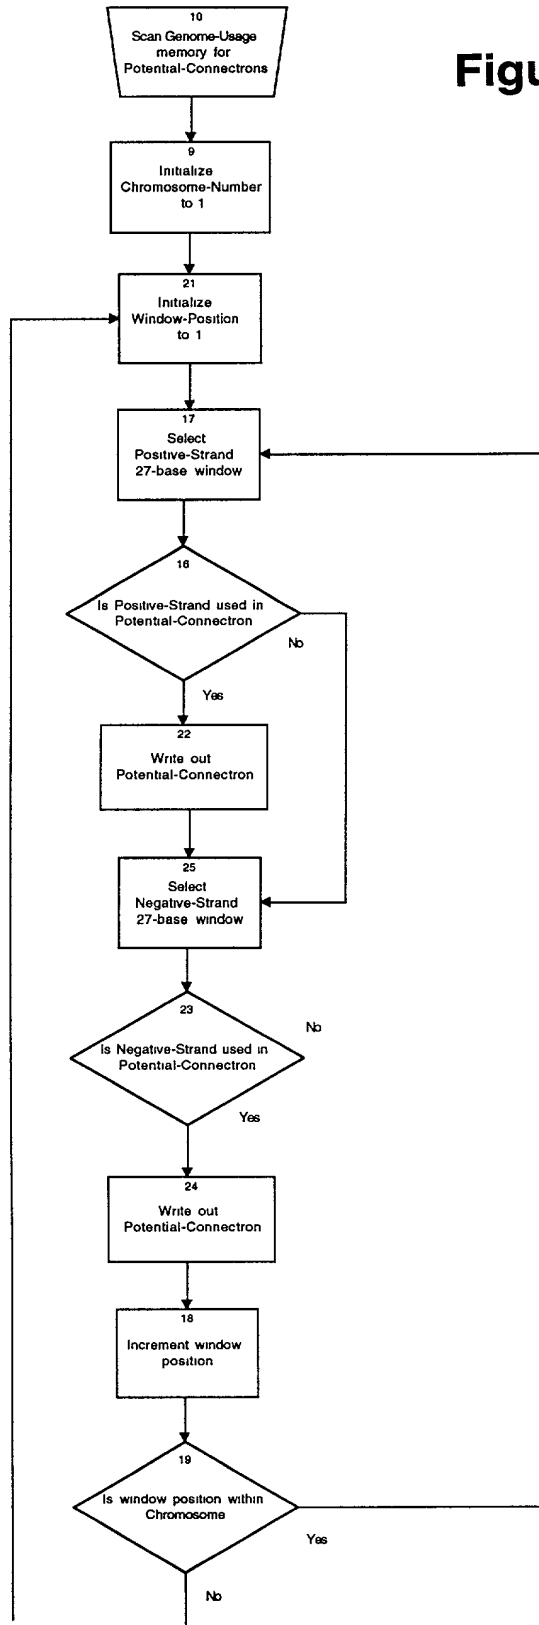 10
Scan Genome-Usage
memory for
Potential-Connectrons
Figu
9
Initialize
Chromosome-Number
to 1
21
Initialize
Window-Position
to 1
17
Select
Positive-Strand
27-base window
16
Is Positive-Strand used in
Potential-Connectron
No
Yes
22
Write out
Potential-Connectron
25
Select
Negative-Strand
27-base window
23
No
Is Negative-Strand used in
Potential-Connectron
Yes
24
Write out
Potential-Connectron
18
Increment window
position
19
Is window position within
Chromosome
Yes
No